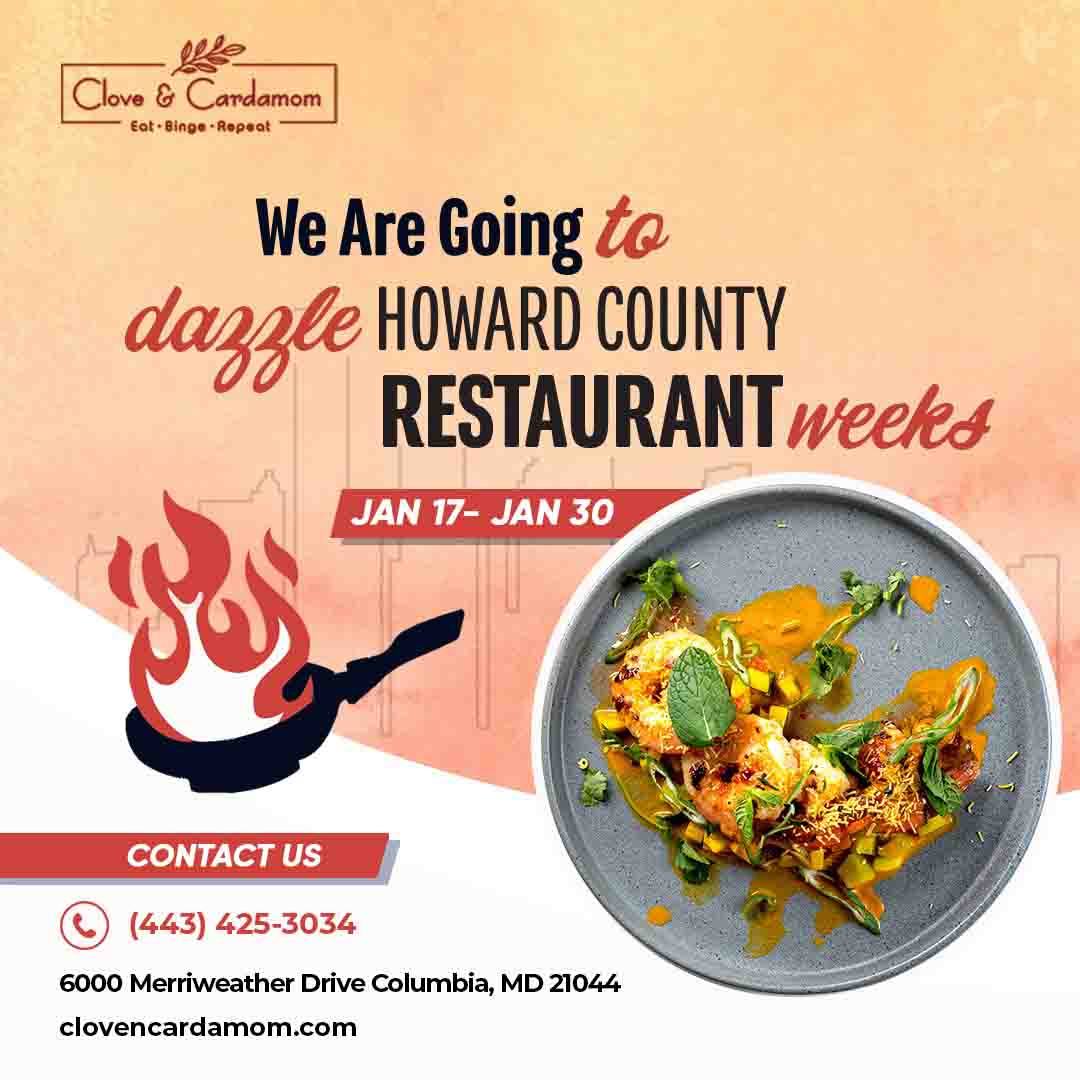 Clove & Cardamom
Eat • Binge • Repeat
We Are Going to
dazzle HOWARD COUNTY
RESTAURANT weeks
JAN 17- JAN 30
CONTACT US
(443) 425-3034
6000 Merriweather Drive Columbia, MD 21044
clovencardamom.com